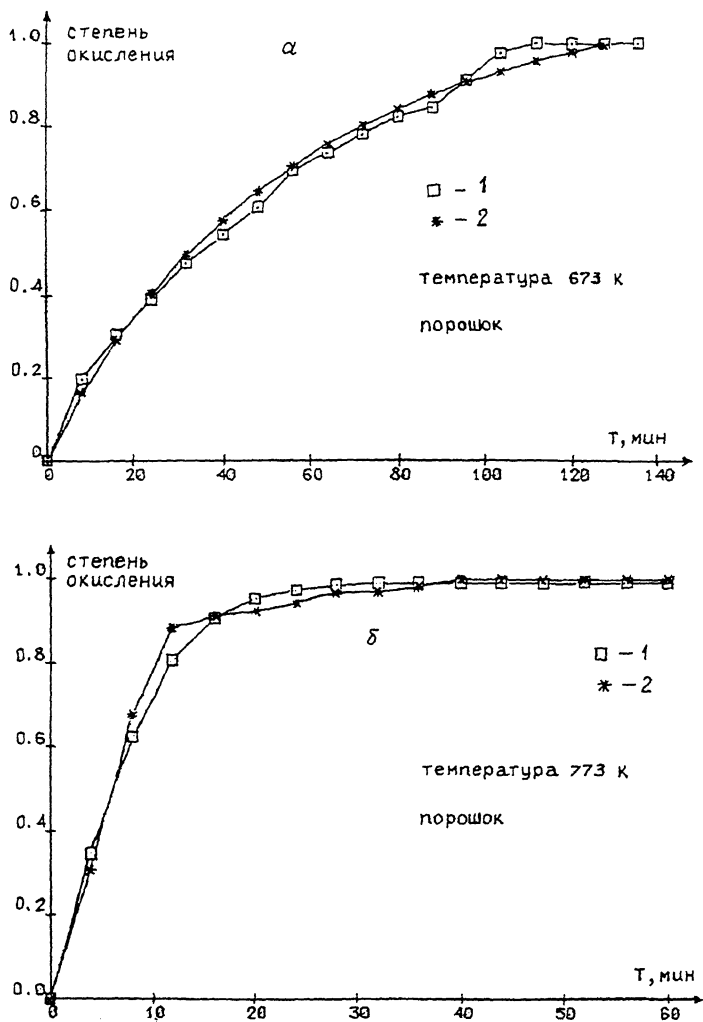 1.0
степень
окисления
а
0.8
□ - 1
0.6
* - 2
0.4
температура 673 К
порошок
0.2
0
Т, мин
0 20 40 60 80 100 120 140
степень
1.0
окисления
б
0.8
□ - 1
* - 2
0.6
температура 773 К
0.4
порошок
0.2
0.0
Т, мин
0 10 20 30 40 50 60